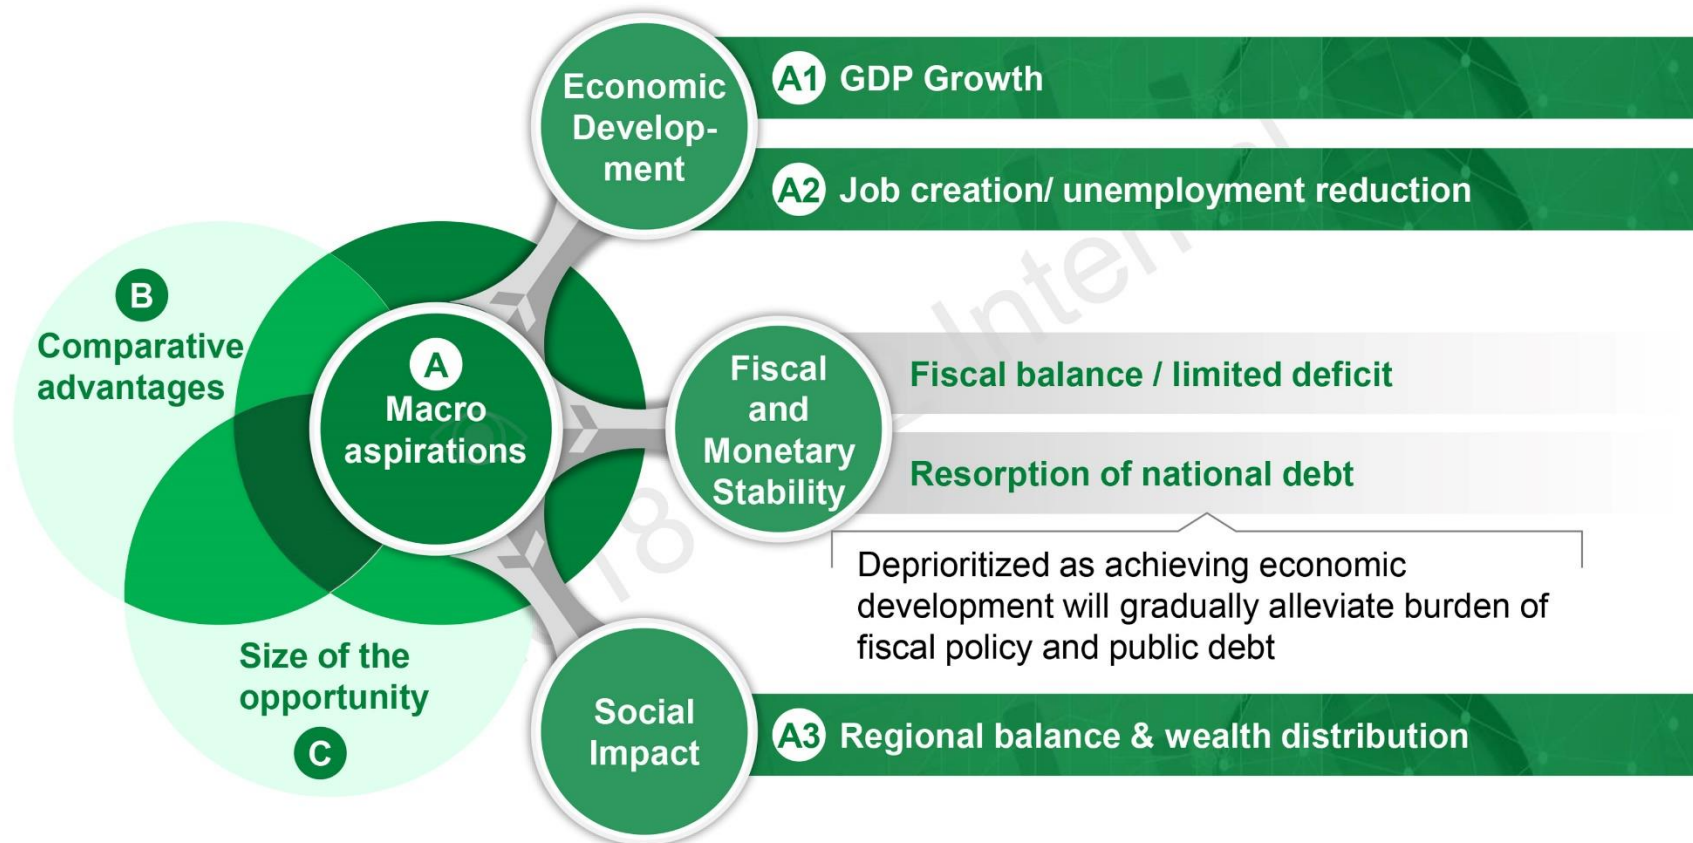 Economic
Develop-
ment
A1 GDP Growth
A2 Job creation/ unemployment reduction
B
Comparative
advantages
A
Macro
aspirations
Fiscal
and
Monetary
Stability
Fiscal balance / limited deficit
Resorption of national debt
Deprioritized as achieving economic
development will gradually alleviate burden of
fiscal policy and public debt
Size of the
opportunity
C
Social
Impact
A3 Regional balance & wealth distribution